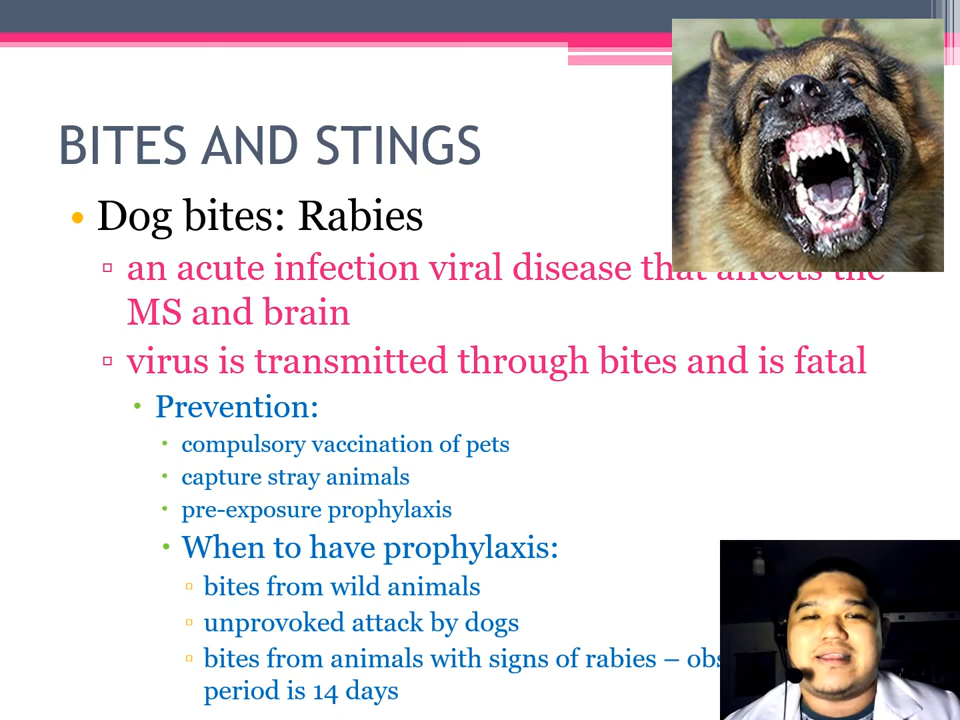 BITES AND STINGS
• Dog bites: Rabies
▫ an acute infection viral disease that affects the
MS and brain
▫ virus is transmitted through bites and is fatal
• Prevention:
• compulsory vaccination of pets
• capture stray animals
• pre-exposure prophylaxis
• When to have prophylaxis:
▫ bites from wild animals
▫ unprovoked attack by dogs
▫ bites from animals with signs of rabies –
period is 14 days